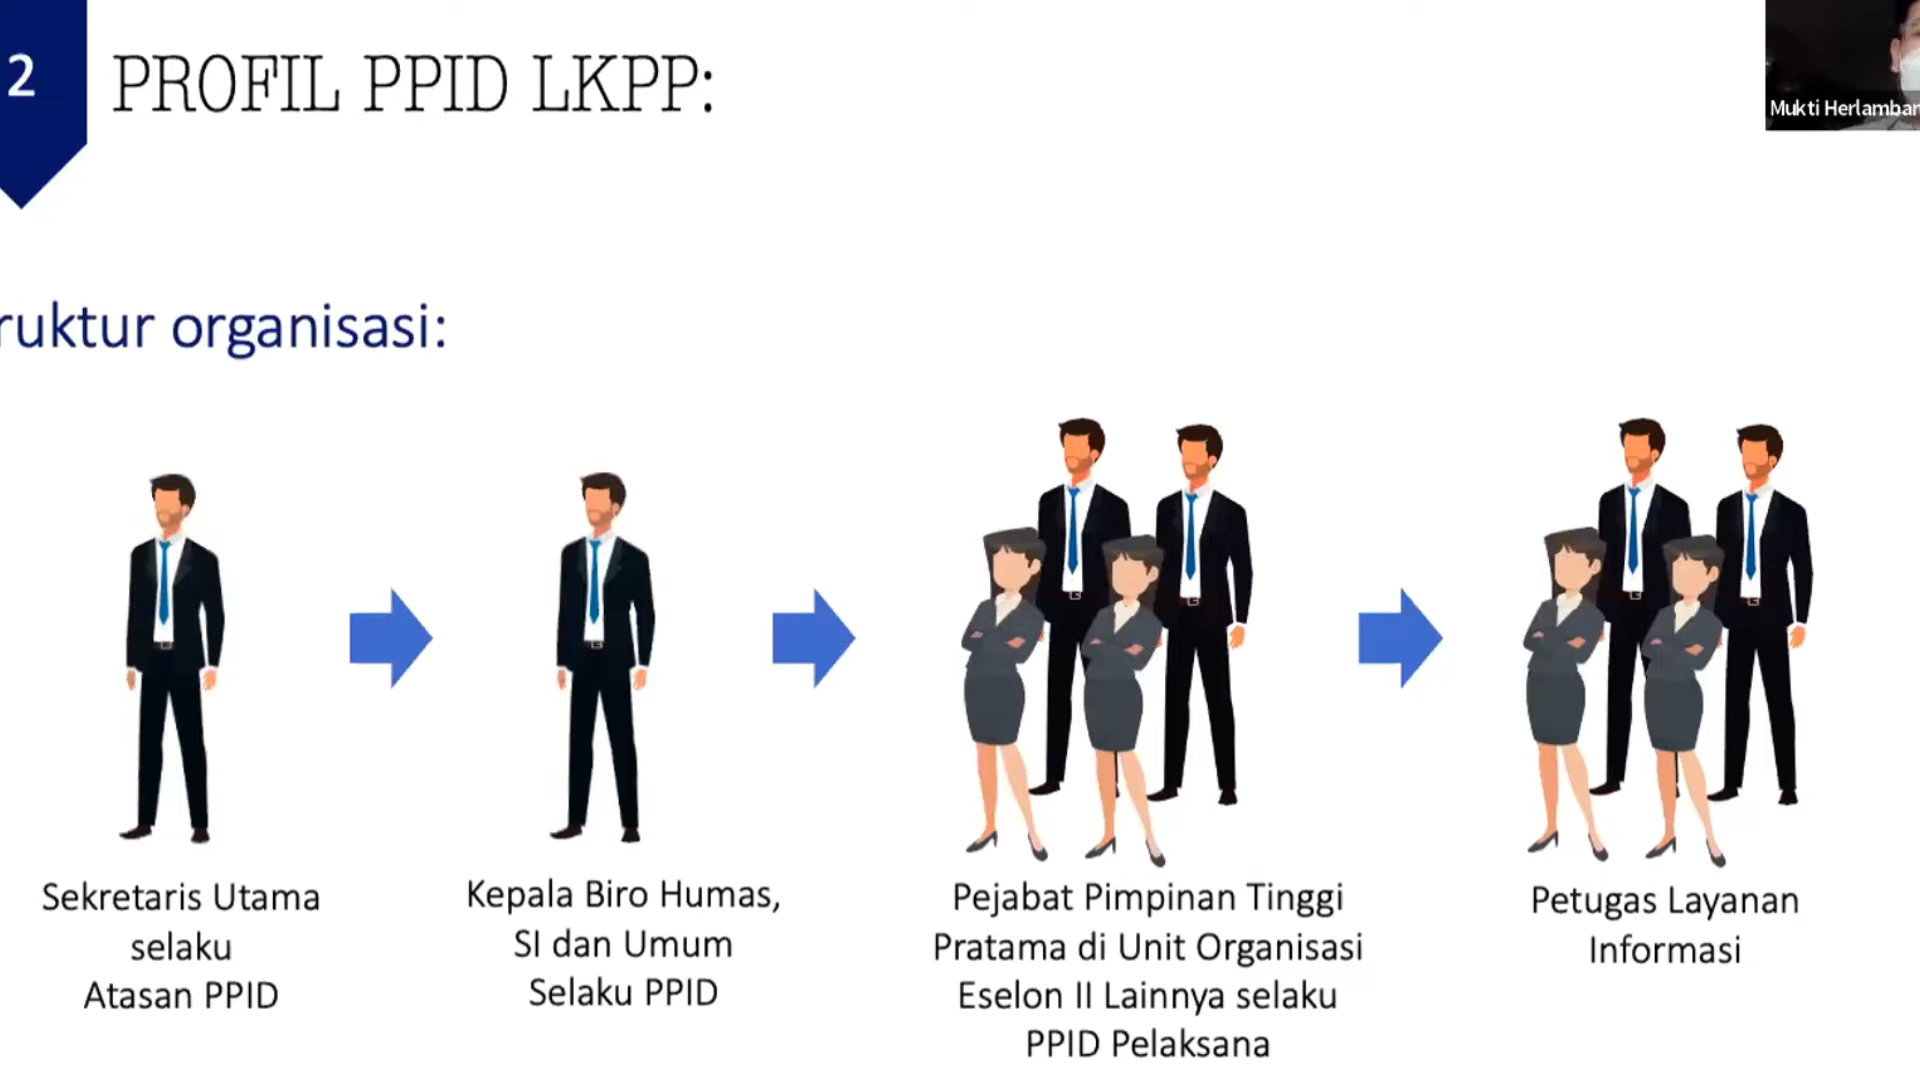 2
PROFIL PPID LKPP:
Mukti Herlamban
ruktur organisasi:
Sekretaris Utama
selaku
Atasan PPID
Kepala Biro Humas,
SI dan Umum
Selaku PPID
Pejabat Pimpinan Tinggi
Pratama di Unit Organisasi
Eselon II Lainnya selaku
PPID Pelaksana
Petugas Layanan
Informasi